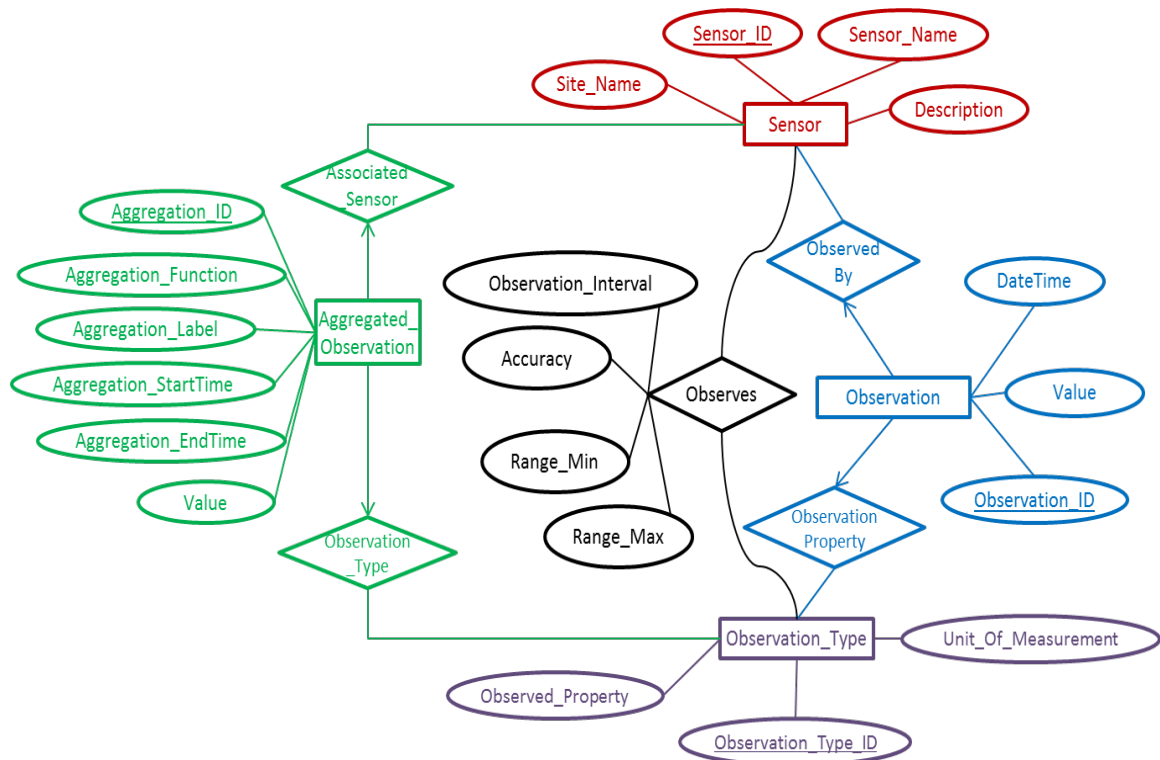 Sensor_ID
Sensor_Name
Site_Name
Description
Sensor
Associated
_Sensor
Aggregation_ID
Observed
By
Aggregation_Function
Observation_Interval
DateTime
Aggregation_Label
Aggregated_
Observation
Accuracy
Aggregation_StartTime
Observes
Observation
Value
Aggregation_EndTime
Range_Min
Value
Observation_ID
Observation
Property
Range_Max
Observation
_Type
Observation_Type
Unit_Of_Measurement
Observed_Property
Observation_Type_ID